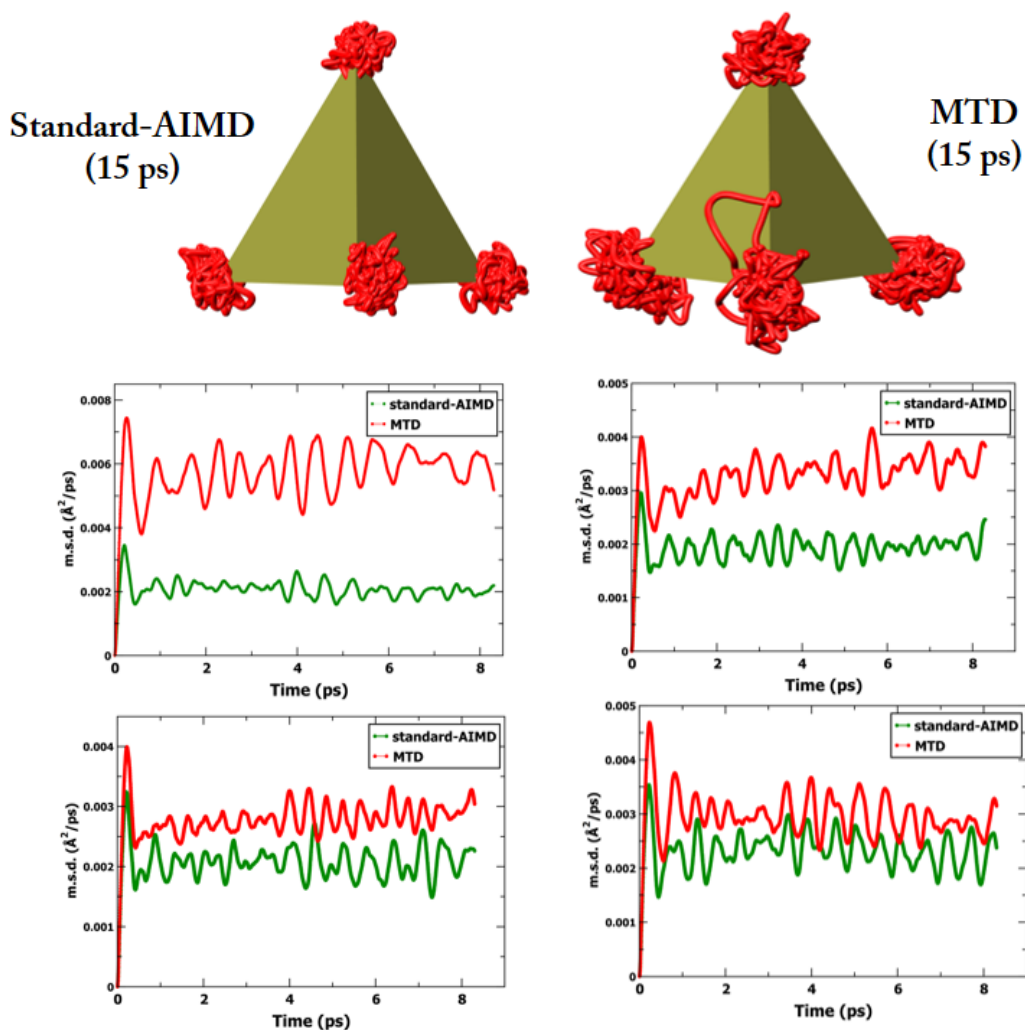 Standard-AIMD
(15 ps)
MTD
(15 ps)
m.s.d. (Å²/ps)
0.008
0.006
0.004
0.002
0
standard-AIMD
MTD
0
2
4
6
8
Time (ps)
m.s.d. (Å²/ps)
0.005
0.004
0.003
0.002
0.001
0
standard-AIMD
MTD
0
2
4
6
8
Time (ps)
m.s.d. (Å²/ps)
0.004
0.003
0.002
0.001
0
standard-AIMD
MTD
0
2
4
6
8
Time (ps)
m.s.d. (Å²/ps)
0.005
0.004
0.003
0.002
0.001
0
standard-AIMD
MTD
0
2
4
6
8
Time (ps)